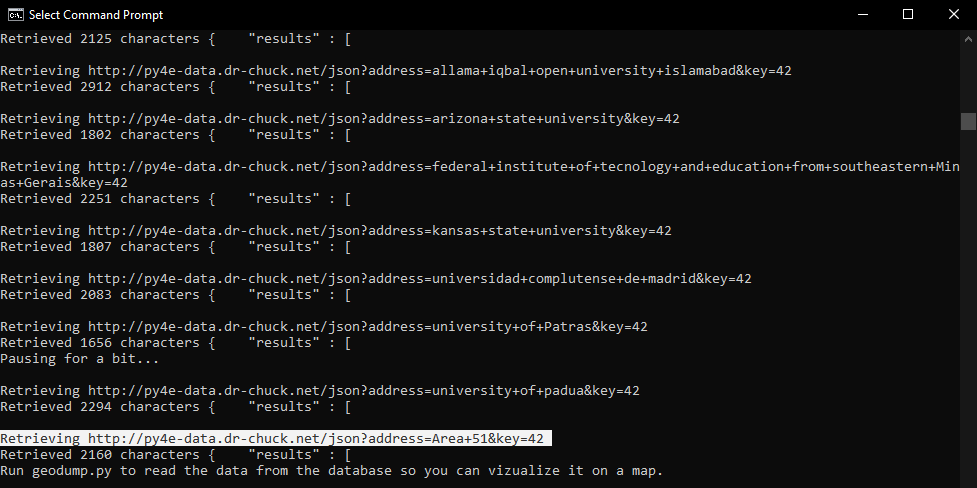 Select Command Prompt
Retrieved 2125 characters {    "results" : [
Retrieving http://py4e-data.dr-chuck.net/json?address=allama+iqbal+open+university+islamabad&key=42
Retrieved 2912 characters {    "results" : [
Retrieving http://py4e-data.dr-chuck.net/json?address=arizona+state+university&key=42
Retrieved 1802 characters {    "results" : [
Retrieving http://py4e-data.dr-chuck.net/json?address=federal+institute+of+tecnology+and+education+from+southeastern+Min
as+Gerais&key=42
Retrieved 2251 characters {    "results" : [
Retrieving http://py4e-data.dr-chuck.net/json?address=kansas+state+university&key=42
Retrieved 1807 characters {    "results" : [
Retrieving http://py4e-data.dr-chuck.net/json?address=universidad+complutense+de+madrid&key=42
Retrieved 2083 characters {    "results" : [
Retrieving http://py4e-data.dr-chuck.net/json?address=university+of+Patras&key=42
Retrieved 1656 characters {    "results" : [
Pausing for a bit...
Retrieving http://py4e-data.dr-chuck.net/json?address=university+of+padua&key=42
Retrieved 2294 characters {    "results" : [
Retrieving http://py4e-data.dr-chuck.net/json?address=Area+51&key=42
Retrieved 2160 characters {    "results" : [
Run geodump.py to read the data from the database so you can vizualize it on a map.